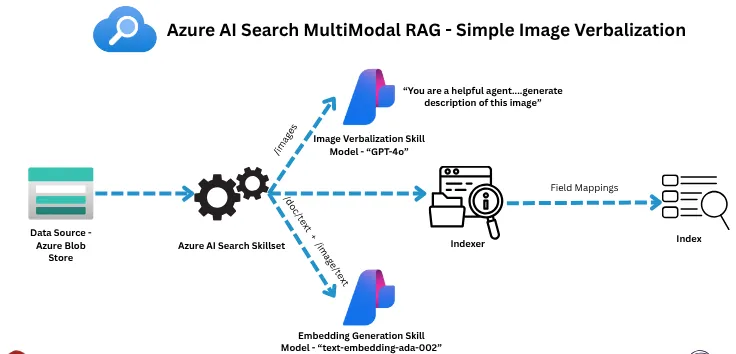 Azure AI Search MultiModal RAG - Simple Image Verbalization
“You are a helpful agent....generate
description of this image”
/images
Image Verbalization Skill
Model - “GPT-4o”
Data Source -
Azure Blob
Store
Azure AI Search Skillset
/doc/text + /image/text
Indexer
Field Mappings
Index
Embedding Generation Skill
Model - “text-embedding-ada-002”